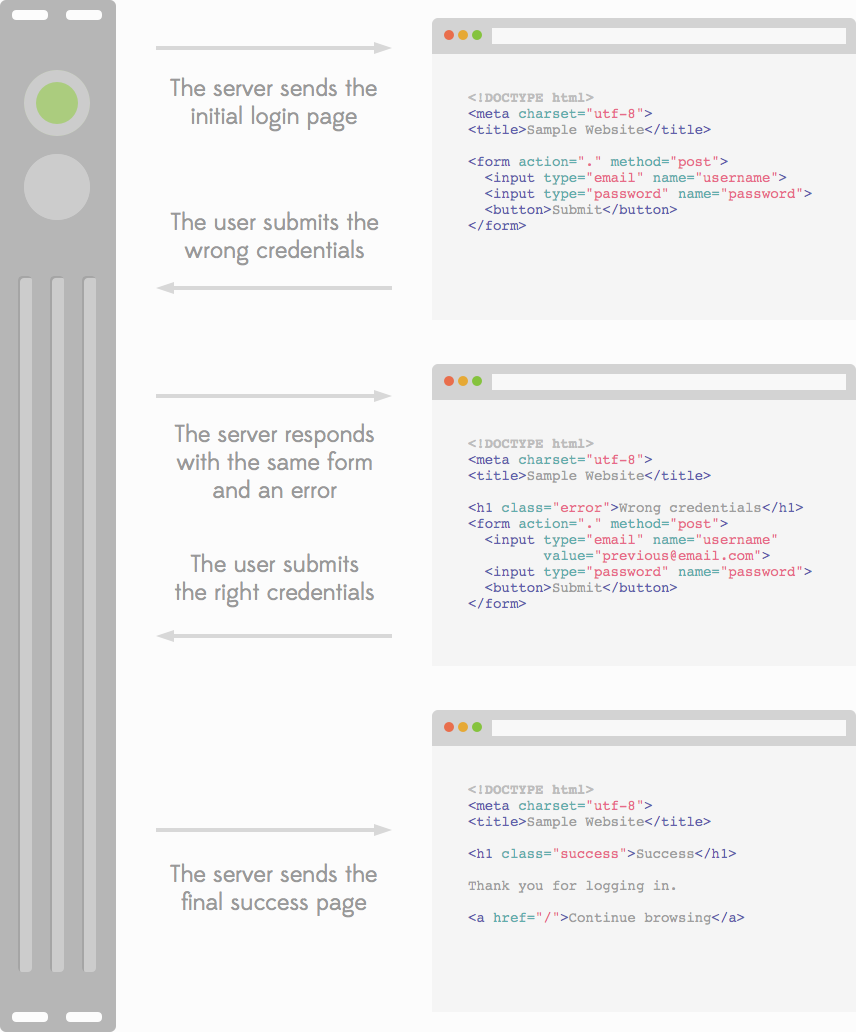 The server sends the
initial login page
<!DOCTYPE html>
<meta charset="utf-8">
<title>Sample Website</title>
<form action="." method="post">
<input type="email" name="username">
<input type="password" name="password">
<button>Submit</button>
</form>
The user submits the
wrong credentials
The server responds
with the same form
and an error
<!DOCTYPE html>
<meta charset="utf-8">
<title>Sample Website</title>
<h1 class="error">Wrong credentials</h1>
<form action="." method="post">
<input type="email" name="username"
value="previous@email.com">
<input type="password" name="password">
<button>Submit</button>
</form>
The user submits
the right credentials
The server sends the
final success page
<!DOCTYPE html>
<meta charset="utf-8">
<title>Sample Website</title>
<h1 class="success">Success</h1>
Thank you for logging in.
<a href="/">Continue browsing</a>